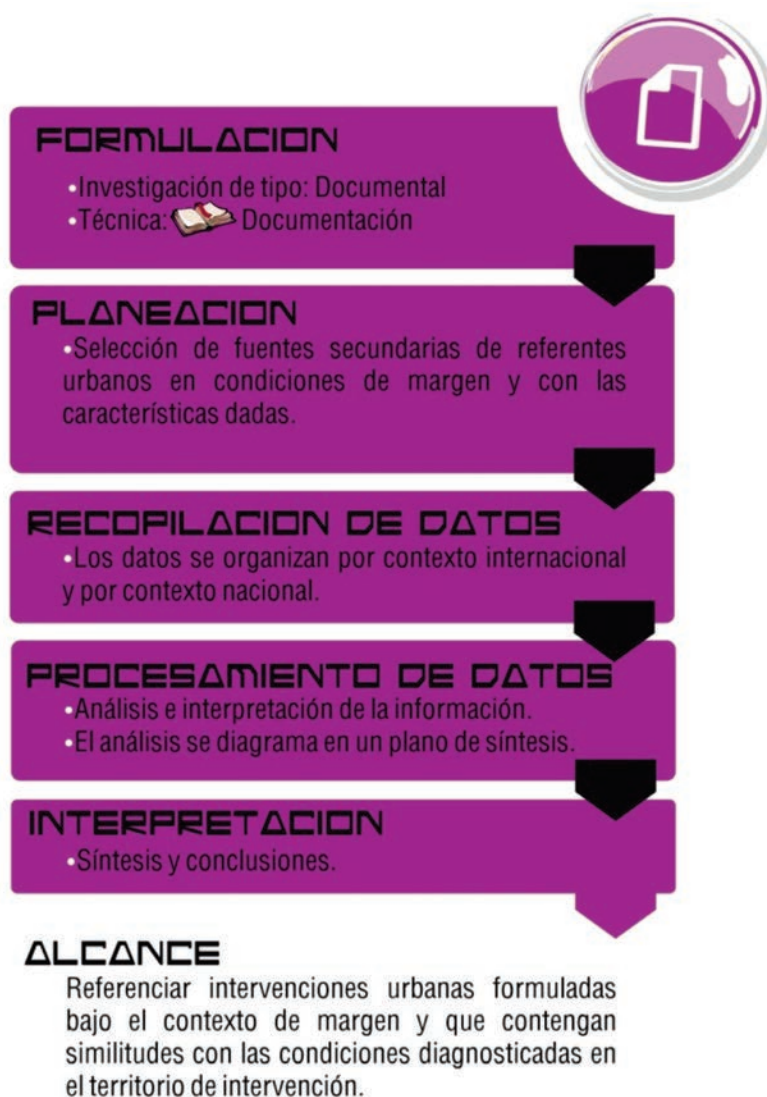 FORMULACION
•Investigación de tipo: Documental
•Técnica: Documentación
PLANEACION
•Selección de fuentes secundarias de referentes
urbanos en condiciones de margen y con las
características dadas.
RECOPILACION DE DATOS
•Los datos se organizan por contexto internacional
y por contexto nacional.
PROCESAMIENTO DE DATOS
•Análisis e interpretación de la información.
•El análisis se diagrama en un plano de síntesis.
INTERPRETACION
•Síntesis y conclusiones.
ALCANCE
Referenciar intervenciones urbanas formuladas
bajo el contexto de margen y que contengan
similitudes con las condiciones diagnosticadas en
el territorio de intervención.